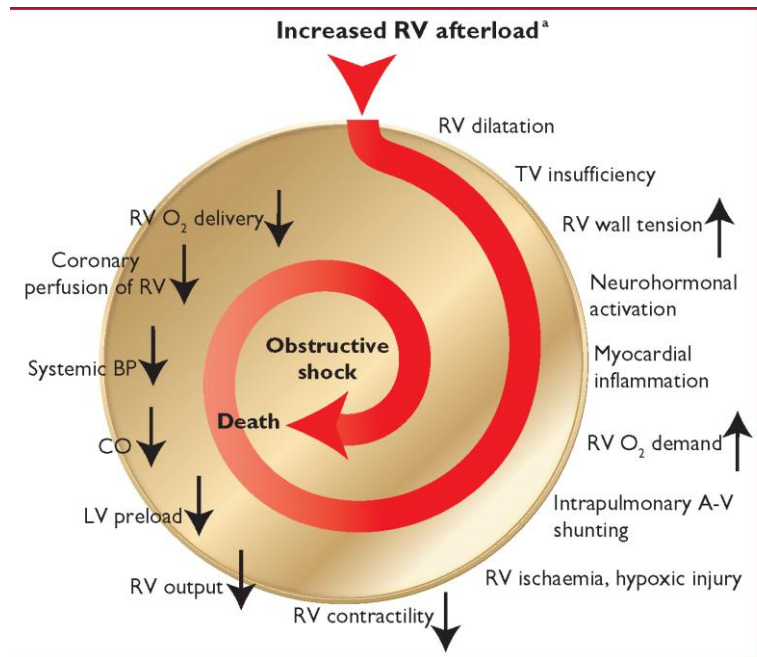 Increased RV afterloadᵃ
RV dilatation
TV insufficiency
RV wall tension
Neurohormonal
activation
Myocardial
inflammation
RV O₂ demand
Intrapulmonary A-V
shunting
RV ischaemia, hypoxic injury
RV contractility
RV output
LV preload
CO
Systemic BP
Coronary
perfusion of RV
RV O₂ delivery
Obstructive
shock
Death